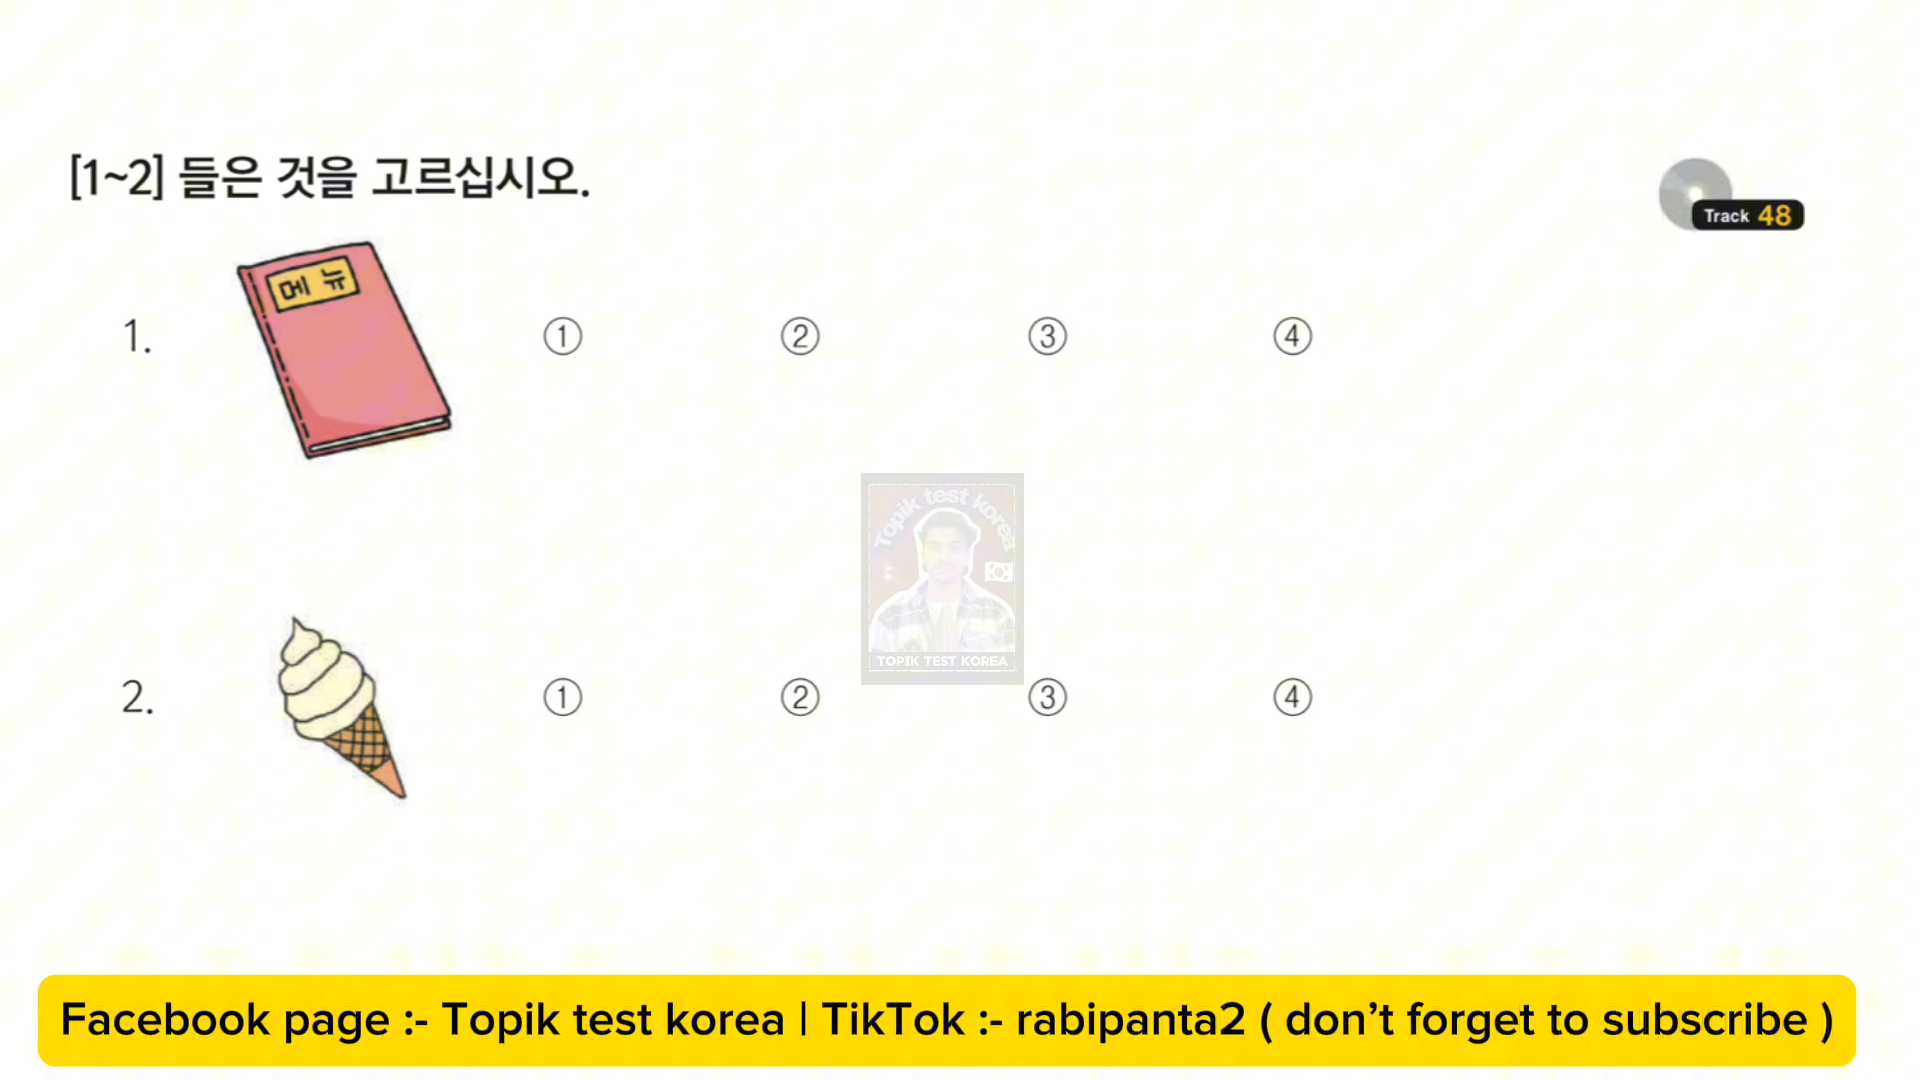 [1~2] 들은 것을 고르십시오.
Track 48
메뉴
1. ① ② ③ ④
Topik test korea
TOPIK TEST KOREA
2. ① ② ③ ④
Facebook page :- Topik test korea | TikTok :- rabipanta2 ( don’t forget to subscribe )